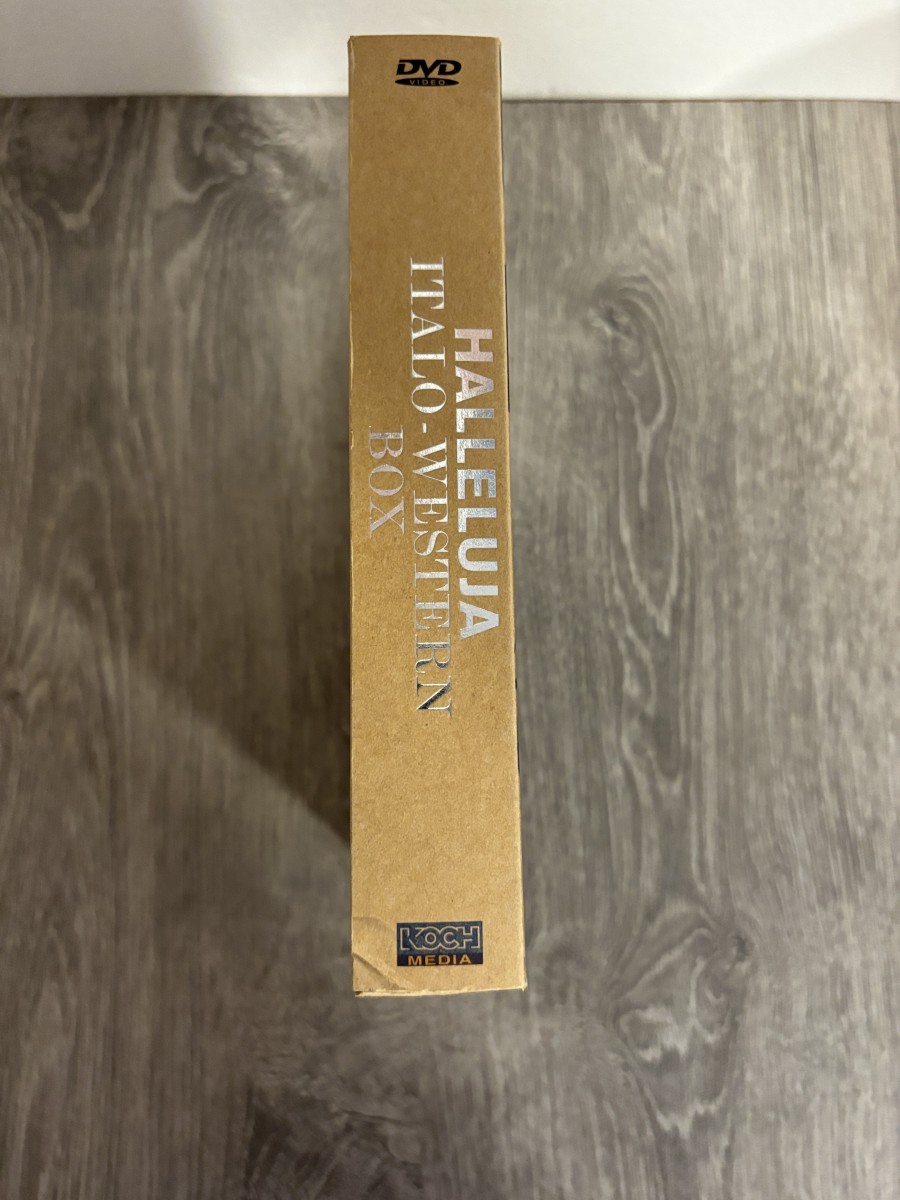 DVD
VIDEO
HALLELUJA
ITALO-WESTERN
BOX
KOCH
MEDIA